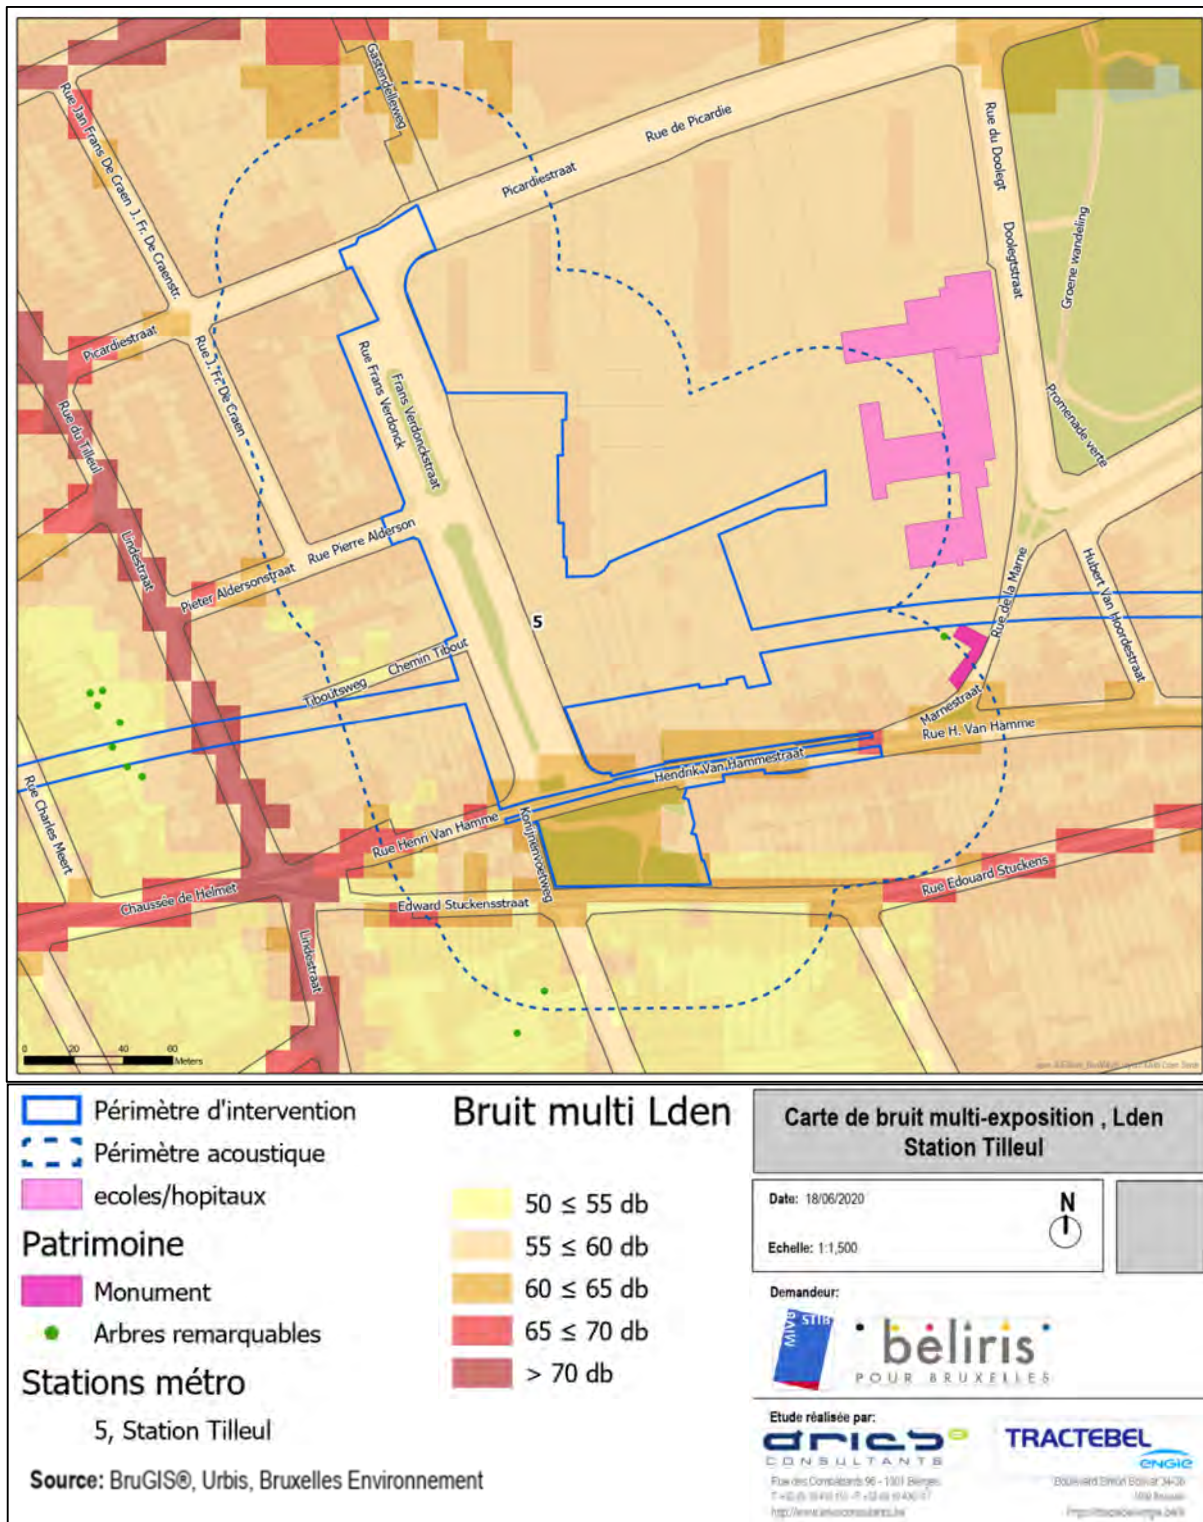 Gastendelleweg
Rue de Picardie
Picardiestraat
Rue Jan Frans De Craen J. Fr. De Craenstr.
Rue du Doolegt
Doolegtstraat
Groene wandeling
Promenade verte
Picardiestraat
Rue J. Fr. De Craen
Rue Frans Verdonck
Frans Verdonckstraat
Rue du Tilleul
Lindestraat
Rue Pierre Alderson
Pieter Aldersonstraat
5
Chemin Tibout
Tiboutsweg
Rue de la Marne
Marnestraat
Hubert Van Hoordestraat
Rue H. Van Hamme
Hendrik Van Hammestraat
Rue Henri Van Hamme
Konijnenvoetweg
Rue Charles Meert
Chaussée de Helmet
Edward Stuckensstraat
Rue Edouard Stuckens
Lindestraat
0 20 40 60
Meters
Périmètre d'intervention
Périmètre acoustique
ecoles/hopitaux
Patrimoine
Monument
Arbres remarquables
Stations métro
5, Station Tilleul
Source: BruGIS®, Urbis, Bruxelles Environnement
Bruit multi Lden
50 ≤ 55 db
55 ≤ 60 db
60 ≤ 65 db
65 ≤ 70 db
> 70 db
Carte de bruit multi-exposition , Lden
Station Tilleul
Date: 18/06/2020
Echelle: 1:1,500
N
Demandeur:
MIVB STIB
beliris
POUR BRUXELLES
Etude réalisée par:
aries
CONSULTANTS
Rue des Combattants 96 - 1301 Bierges
TRACTEBEL
ENGIE